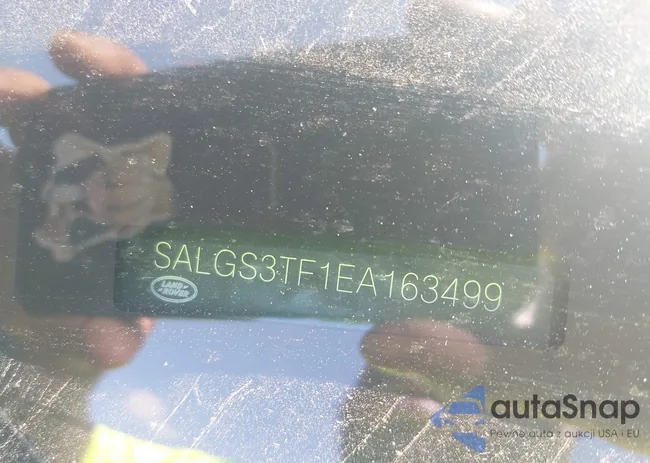 SALGS3TF1EA163499
LAND
ROVER
autaSnap
Pewne auta z aukcji USA i EU